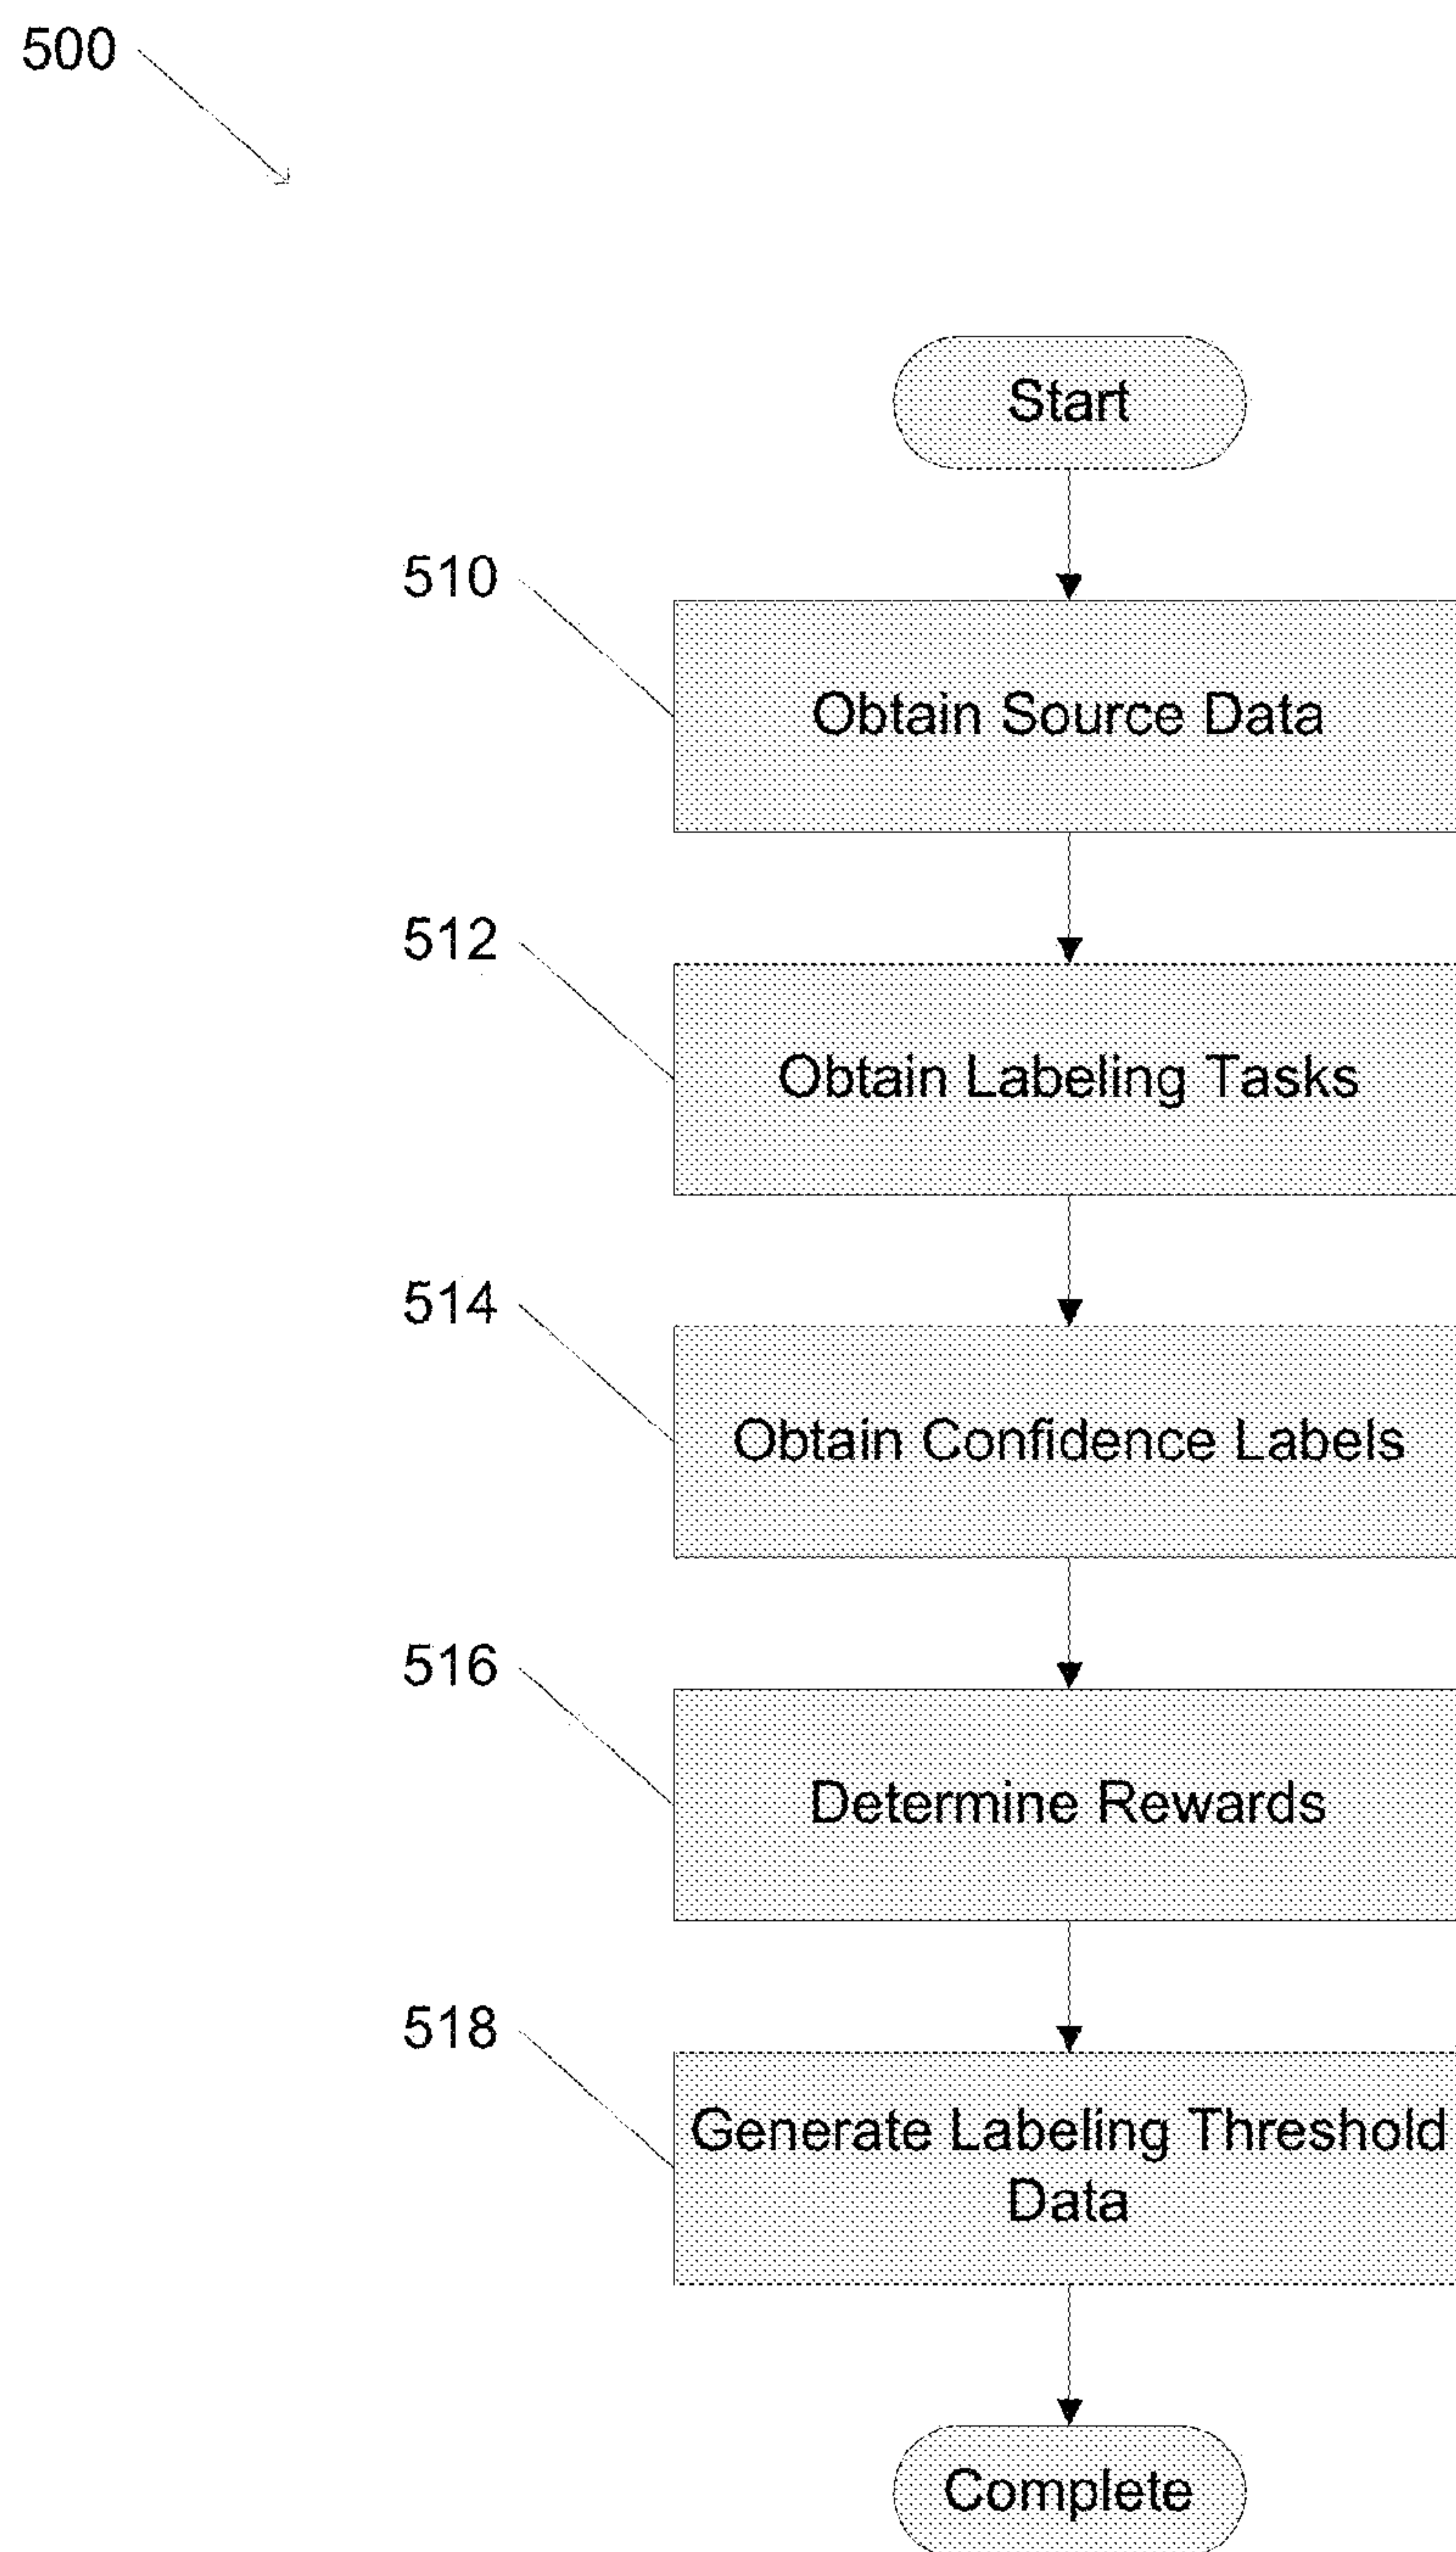 500
Start
510
Obtain Source Data
512
Obtain Labeling Tasks
514
Obtain Confidence Labels
516
Determine Rewards
518
Generate Labeling Threshold
Data
Complete